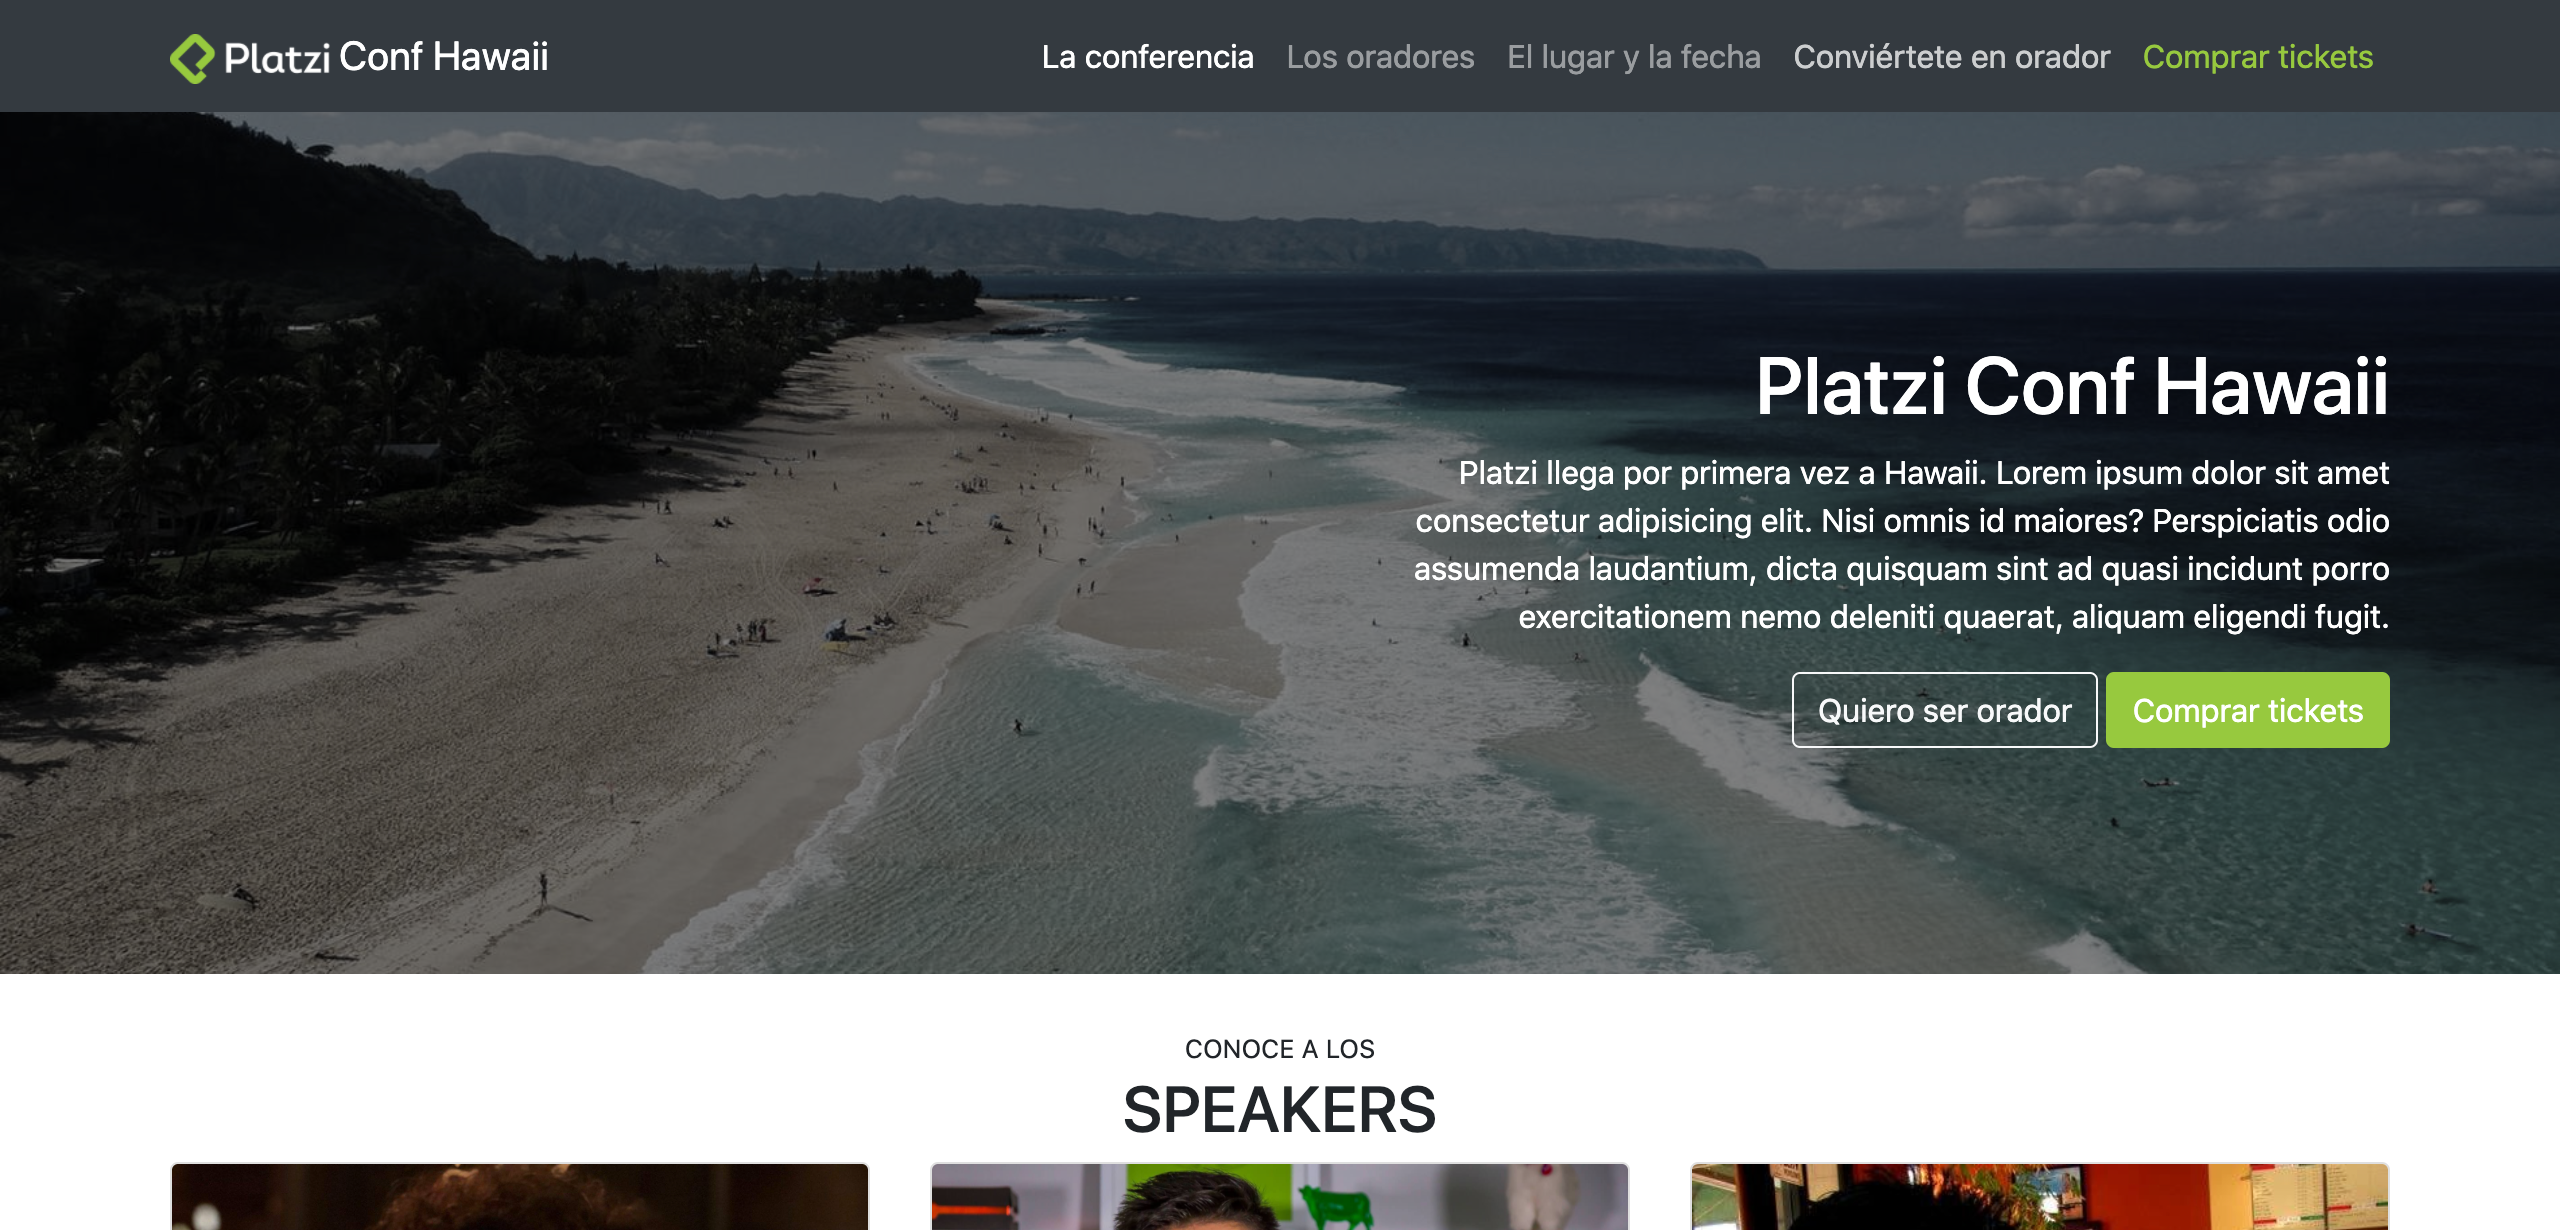 Platzi Conf Hawaii
La conferencia
Los oradores
El lugar y la fecha
Conviértete en orador
Comprar tickets
Platzi Conf Hawaii
Platzi llega por primera vez a Hawaii. Lorem ipsum dolor sit amet
consectetur adipisicing elit. Nisi omnis id maiores? Perspiciatis odio
assumenda laudantium, dicta quisquam sint ad quasi incidunt porro
exercitationem nemo deleniti quaerat, aliquam eligendi fugit.
Quiero ser orador
Comprar tickets
CONOCE A LOS
SPEAKERS